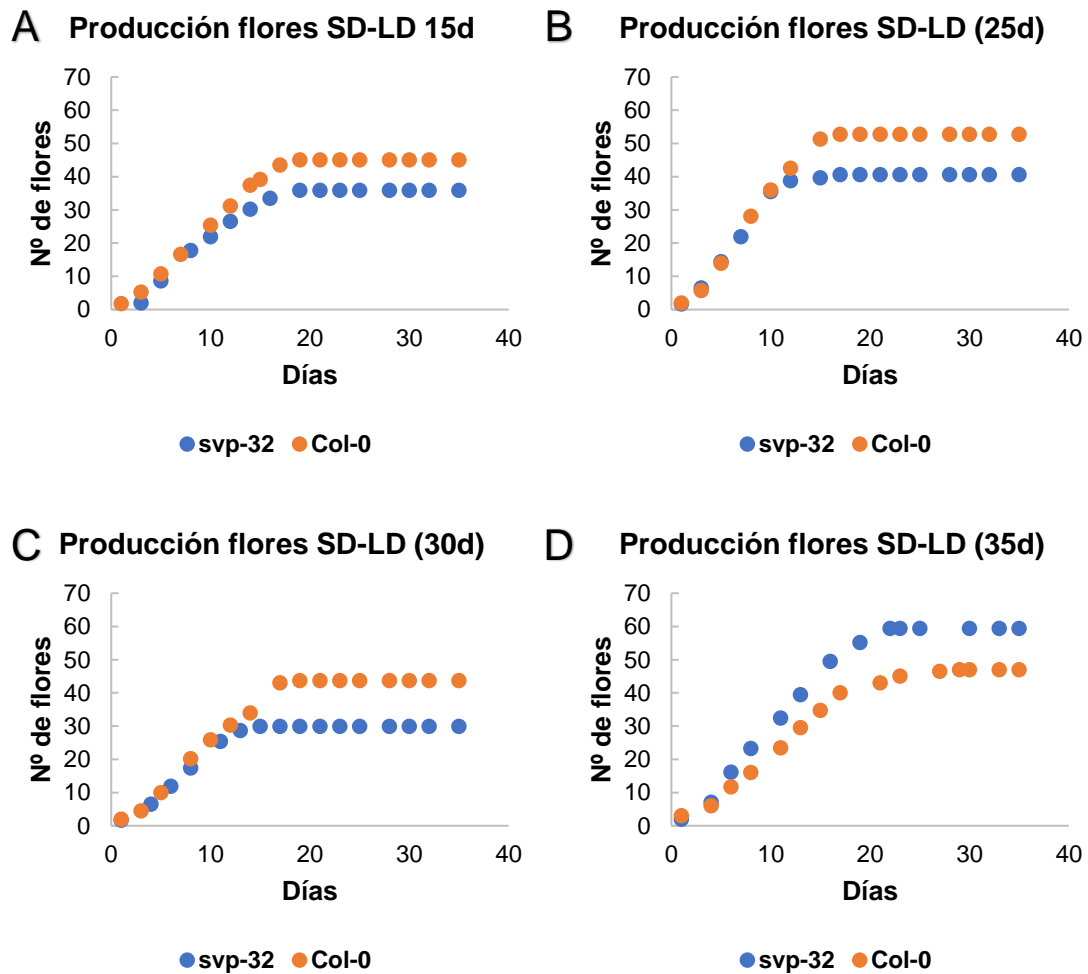 A Producción flores SD-LD 15d
70
60
50
40
30
20
10
0
0 10 20 30 40
Nº de flores
Días
svp-32 Col-0
B Producción flores SD-LD (25d)
70
60
50
40
30
20
10
0
0 10 20 30 40
Nº de flores
Días
svp-32 Col-0
C Producción flores SD-LD (30d)
70
60
50
40
30
20
10
0
0 10 20 30 40
Nº de flores
Días
svp-32 Col-0
D Producción flores SD-LD (35d)
70
60
50
40
30
20
10
0
0 10 20 30 40
Nº de flores
Días
svp-32 Col-0